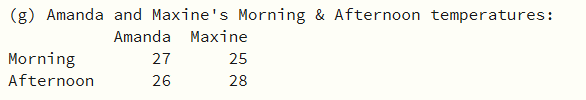 (g) Amanda and Maxine's Morning & Afternoon temperatures:
           Amanda  Maxine
Morning        27      25
Afternoon      26      28